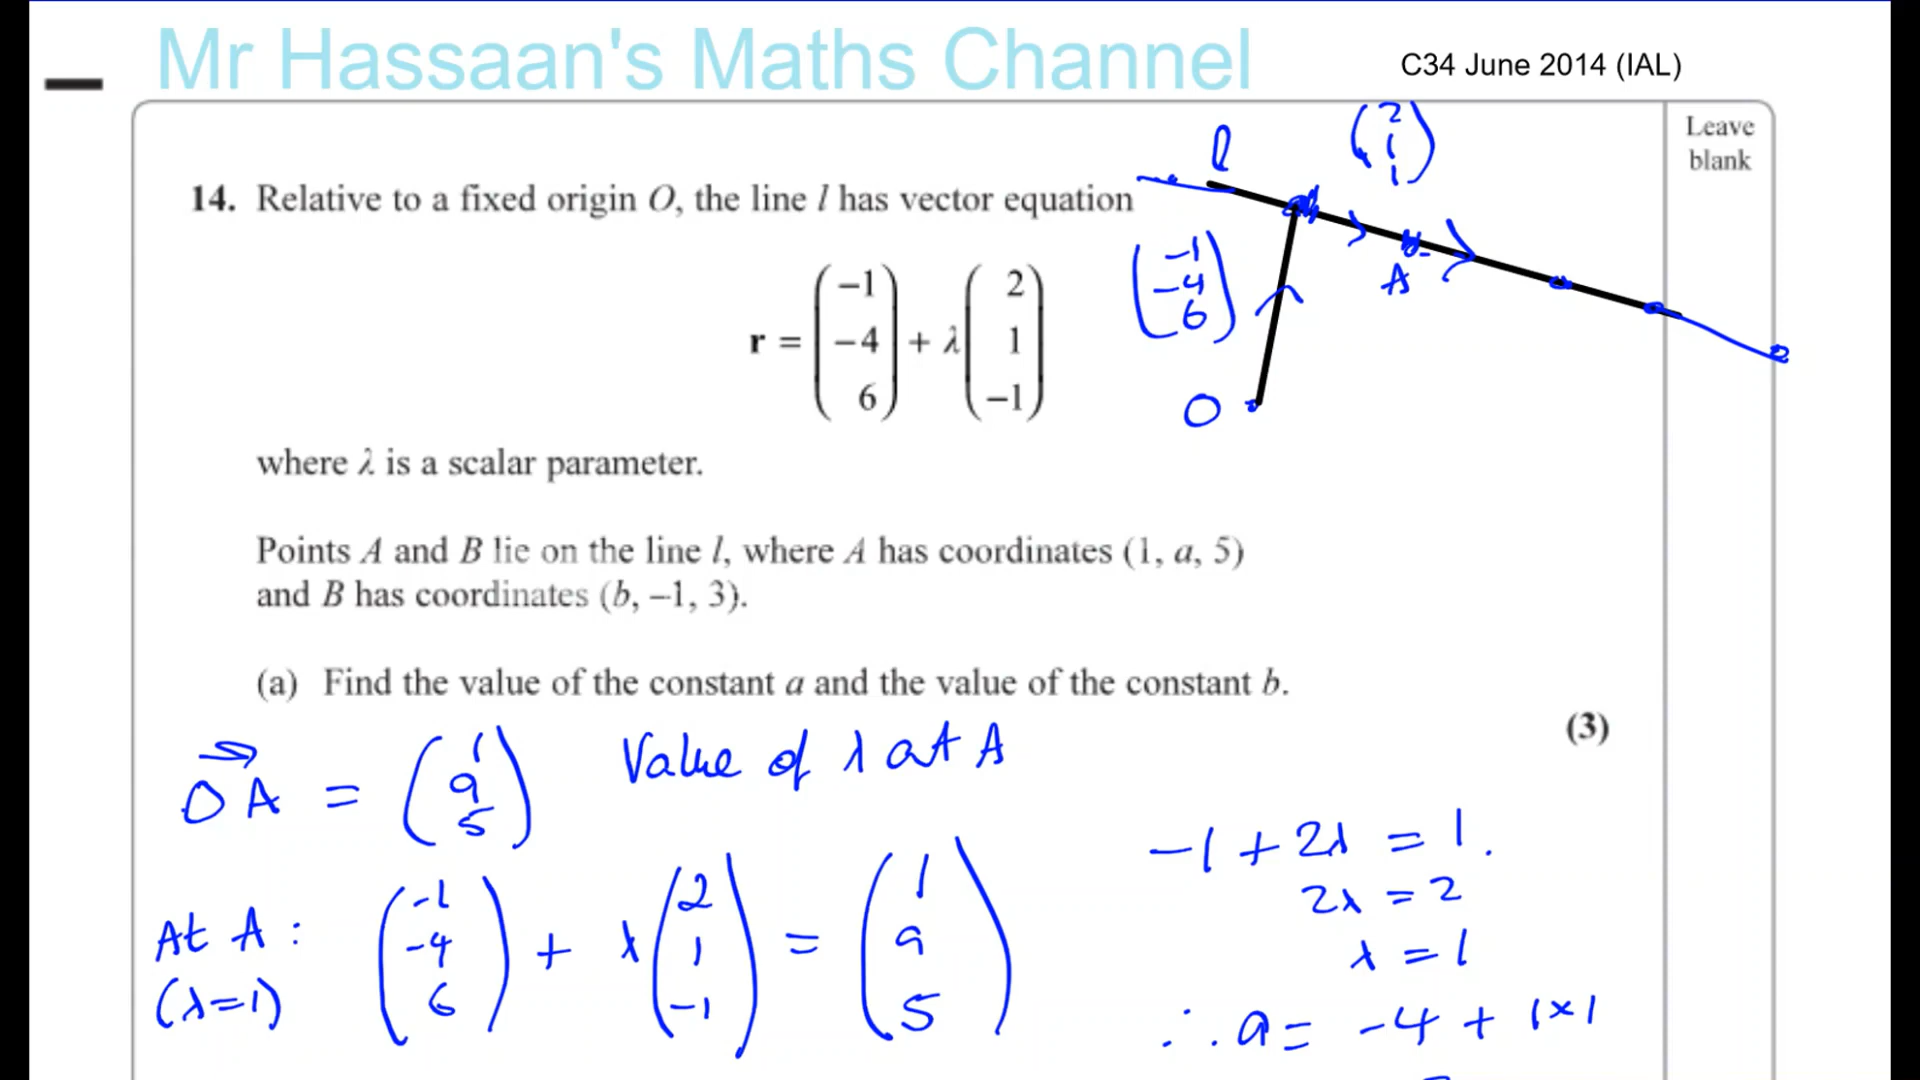 Mr Hassaan's Maths Channel
C34 June 2014 (IAL)
Leave
blank
14. Relative to a fixed origin O, the line l has vector equation
r = (−1 −4 6) + λ (2 1 −1)
l
(2 1 1)
(−1 −4 6)
A
O
where λ is a scalar parameter.
Points A and B lie on the line l, where A has coordinates (1, a, 5)
and B has coordinates (b, −1, 3).
(a) Find the value of the constant a and the value of the constant b.
(3)
OA = (1 a 5) Value of λ at A
At A : (−1 −4 6) + λ (2 1 −1) = (1 a 5)
(λ=1)
−1 + 2λ = 1.
2λ = 2
λ = 1
∴ a = −4 + 1×1